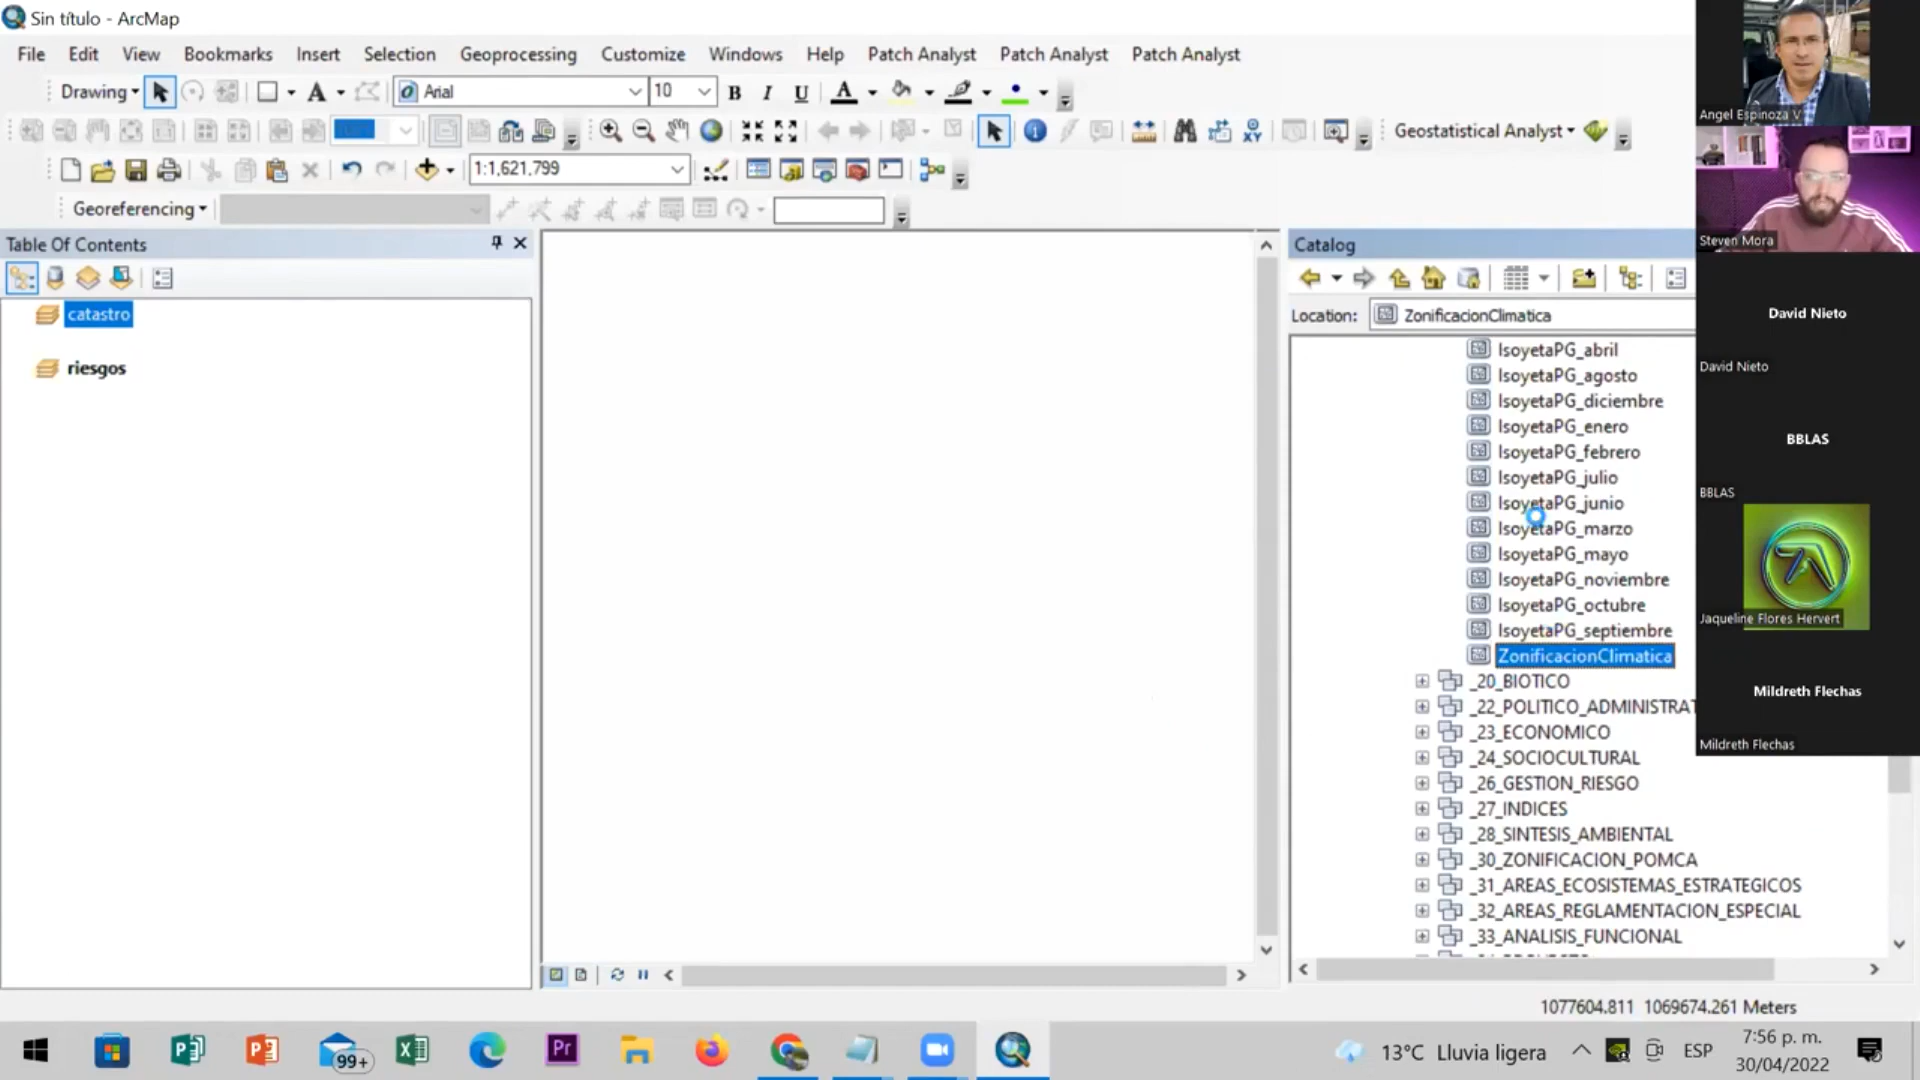 Sin título - ArcMap
File Edit View Bookmarks Insert Selection Geoprocessing Customize Windows Help Patch Analyst Patch Analyst Patch Analyst
Drawing A Arial 10 B I U A
XY Geostatistical Analyst
1:1,621,799
Georeferencing
Table Of Contents
catastro
riesgos
Catalog
Location: ZonificacionClimatica
IsoyetaPG_abril
IsoyetaPG_agosto
IsoyetaPG_diciembre
IsoyetaPG_enero
IsoyetaPG_febrero
IsoyetaPG_julio
IsoyetaPG_junio
IsoyetaPG_marzo
IsoyetaPG_mayo
IsoyetaPG_noviembre
IsoyetaPG_octubre
IsoyetaPG_septiembre
ZonificacionClimatica
_20_BIOTICO
_22_POLITICO_ADMINISTRAT
_23_ECONOMICO
_24_SOCIOCULTURAL
_26_GESTION_RIESGO
_27_INDICES
_28_SINTESIS_AMBIENTAL
_30_ZONIFICACION_POMCA
_31_AREAS_ECOSISTEMAS_ESTRATEGICOS
_32_AREAS_REGLAMENTACION_ESPECIAL
_33_ANALISIS_FUNCIONAL
Angel Espinoza V
Steven Mora
David Nieto
David Nieto
BBLAS
BBLAS
Jaqueline Flores Hervert
Mildreth Flechas
Mildreth Flechas
1077604.811 1069674.261 Meters
99+
Pr
13°C Lluvia ligera
ESP
7:56 p. m.
30/04/2022